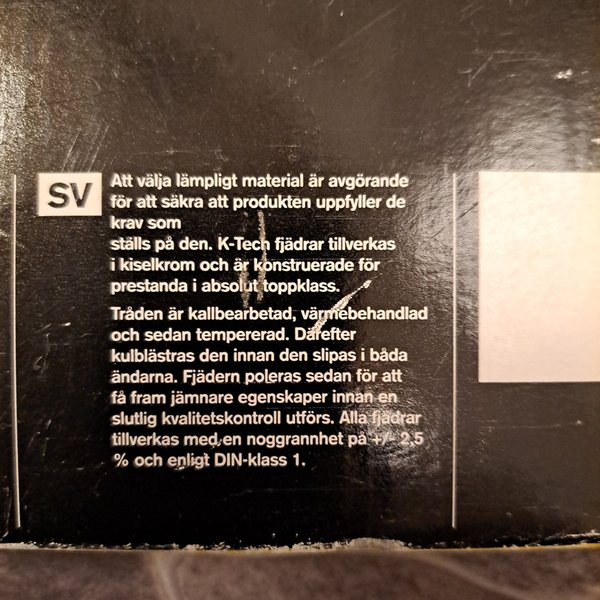 SV
Att välja lämpligt material är avgörande
för att säkra att produkten uppfyller de
krav som
ställs på den. K-Tech fjädrar tillverkas
i kiselkrom och är konstruerade för
prestanda i absolut toppklass.
Tråden är kallbearbetad, värmebehandlad
och sedan tempererad. Därefter
kulblästras den innan den slipas i båda
ändarna. Fjädern poleras sedan för att
få fram jämnare egenskaper innan en
slutlig kvalitetskontroll utförs. Alla fjädrar
tillverkas med en noggrannhet på +/- 2,5
% och enligt DIN-klass 1.